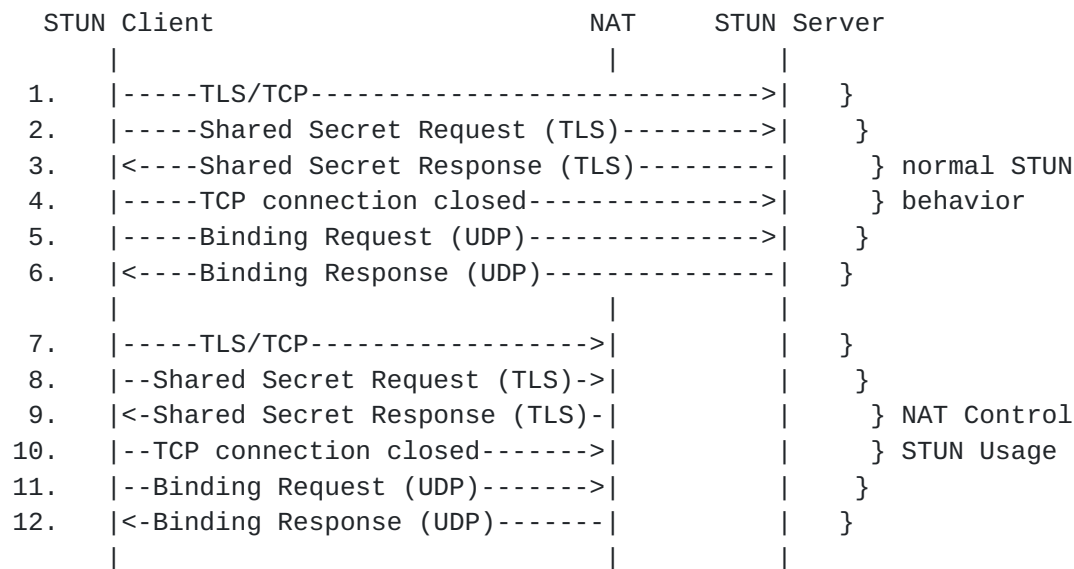 STUN Client                        NAT     STUN Server
      |                               |          |
 1.   |-----TLS/TCP----------------------------->|   }
 2.   |-----Shared Secret Request (TLS)--------->|    }
 3.   |<----Shared Secret Response (TLS)---------|     } normal STUN
 4.   |-----TCP connection closed--------------->|     } behavior
 5.   |-----Binding Request (UDP)--------------->|    }
 6.   |<----Binding Response (UDP)---------------|   }
      |                               |          |
 7.   |-----TLS/TCP------------------>|          |   }
 8.   |--Shared Secret Request (TLS)->|          |    }
 9.   |<-Shared Secret Response (TLS)-|          |     } NAT Control
10.   |--TCP connection closed------->|          |     } STUN Usage
11.   |--Binding Request (UDP)------->|          |    }
12.   |<-Binding Response (UDP)-------|          |   }
      |                               |          |